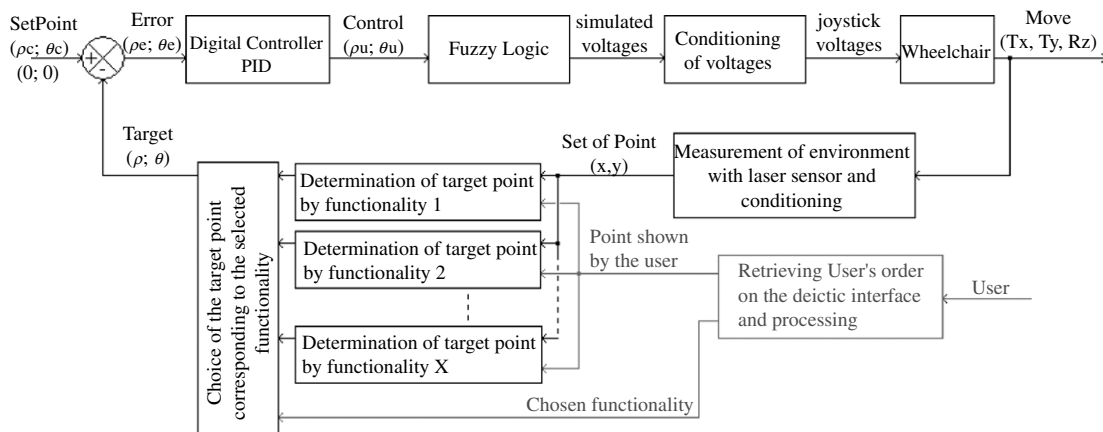 SetPoint
(ρc; θc)
(0; 0)
+
-
Error
(ρe; θe)
Digital Controller
PID
Control
(ρu; θu)
Fuzzy Logic
simulated
voltages
Conditioning
of voltages
joystick
voltages
Wheelchair
Move
(Tx, Ty, Rz)
Target
(ρ; θ)
Choice of the target point
corresponding to the selected
functionality
Determination of target point
by functionality 1
Determination of target point
by functionality 2
Determination of target point
by functionality X
Set of Point
(x,y)
Measurement of environment
with laser sensor and
conditioning
Point shown
by the user
Retrieving User's order
on the deictic interface
and processing
User
Chosen functionality